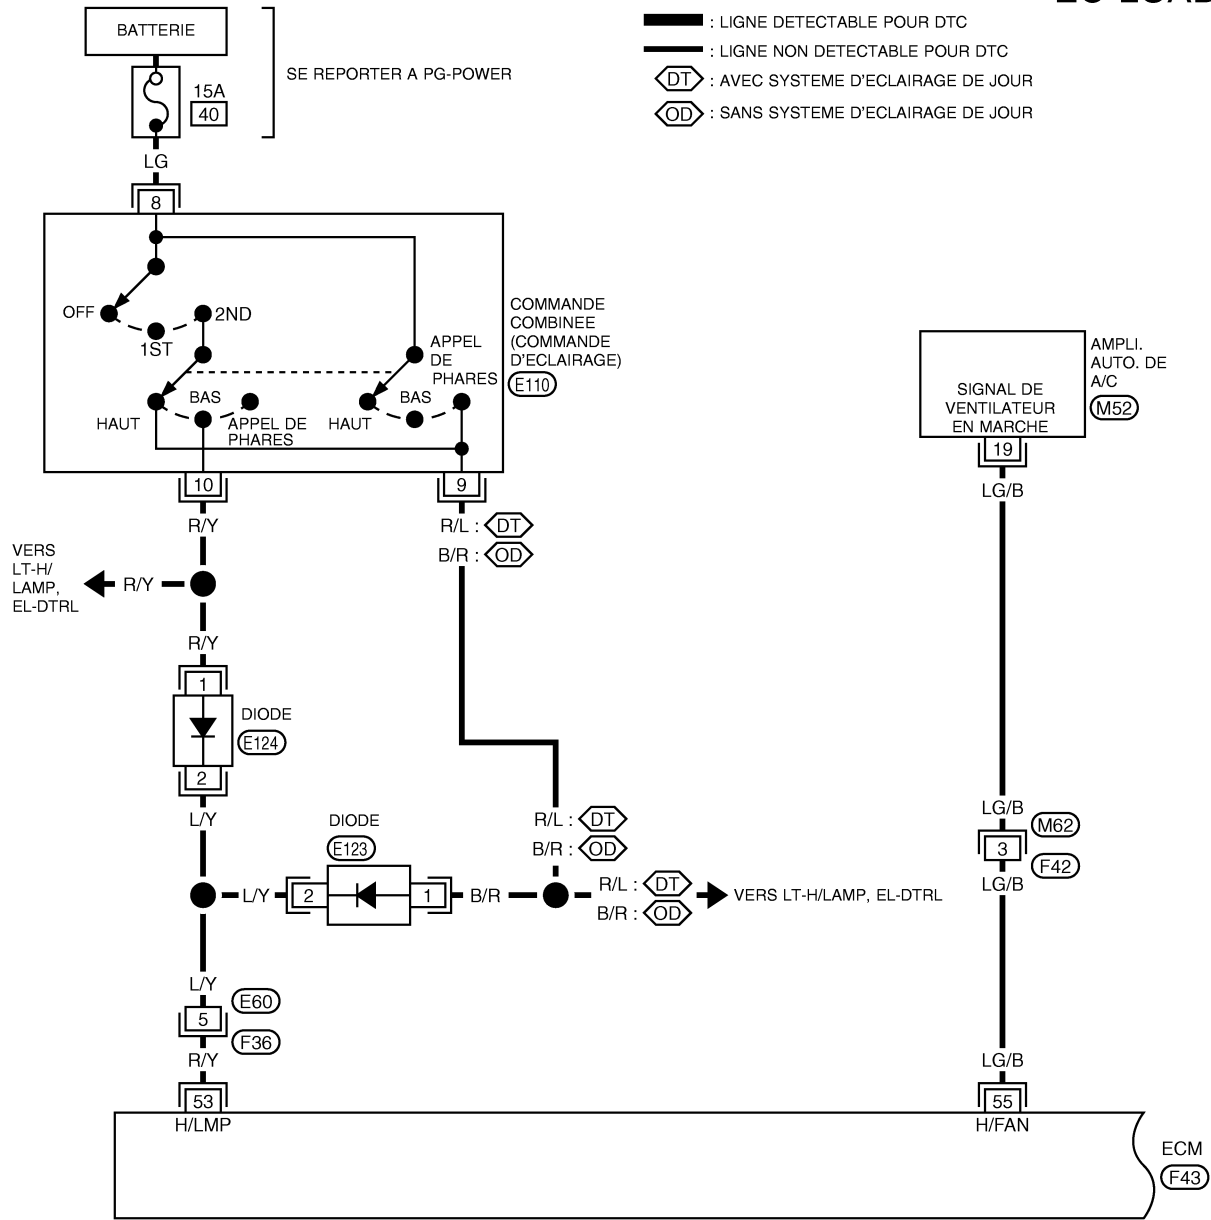 BATTERIE
15A
40
SE REPORTER A PG-POWER
: LIGNE DETECTABLE POUR DTC
: LIGNE NON DETECTABLE POUR DTC
DT : AVEC SYSTEME D'ECLAIRAGE DE JOUR
OD : SANS SYSTEME D'ECLAIRAGE DE JOUR
LG
8
OFF
1ST
2ND
HAUT
BAS
APPEL DE
PHARES
APPEL
DE
PHARES
HAUT
BAS
COMMANDE
COMBINEE
(COMMANDE
D'ECLAIRAGE)
E110
AMPLI.
AUTO. DE
A/C
M52
SIGNAL DE
VENTILATEUR
EN MARCHE
19
LG/B
10
9
R/Y
R/L : DT
B/R : OD
VERS
LT-H/
LAMP,
EL-DTRL
R/Y
R/Y
1
DIODE
E124
2
L/Y
DIODE
E123
R/L : DT
B/R : OD
L/Y
2
1
B/R
R/L : DT
B/R : OD
VERS LT-H/LAMP, EL-DTRL
LG/B
M62
3
F42
LG/B
L/Y
E60
5
F36
R/Y
LG/B
53
H/LMP
55
H/FAN
ECM
F43